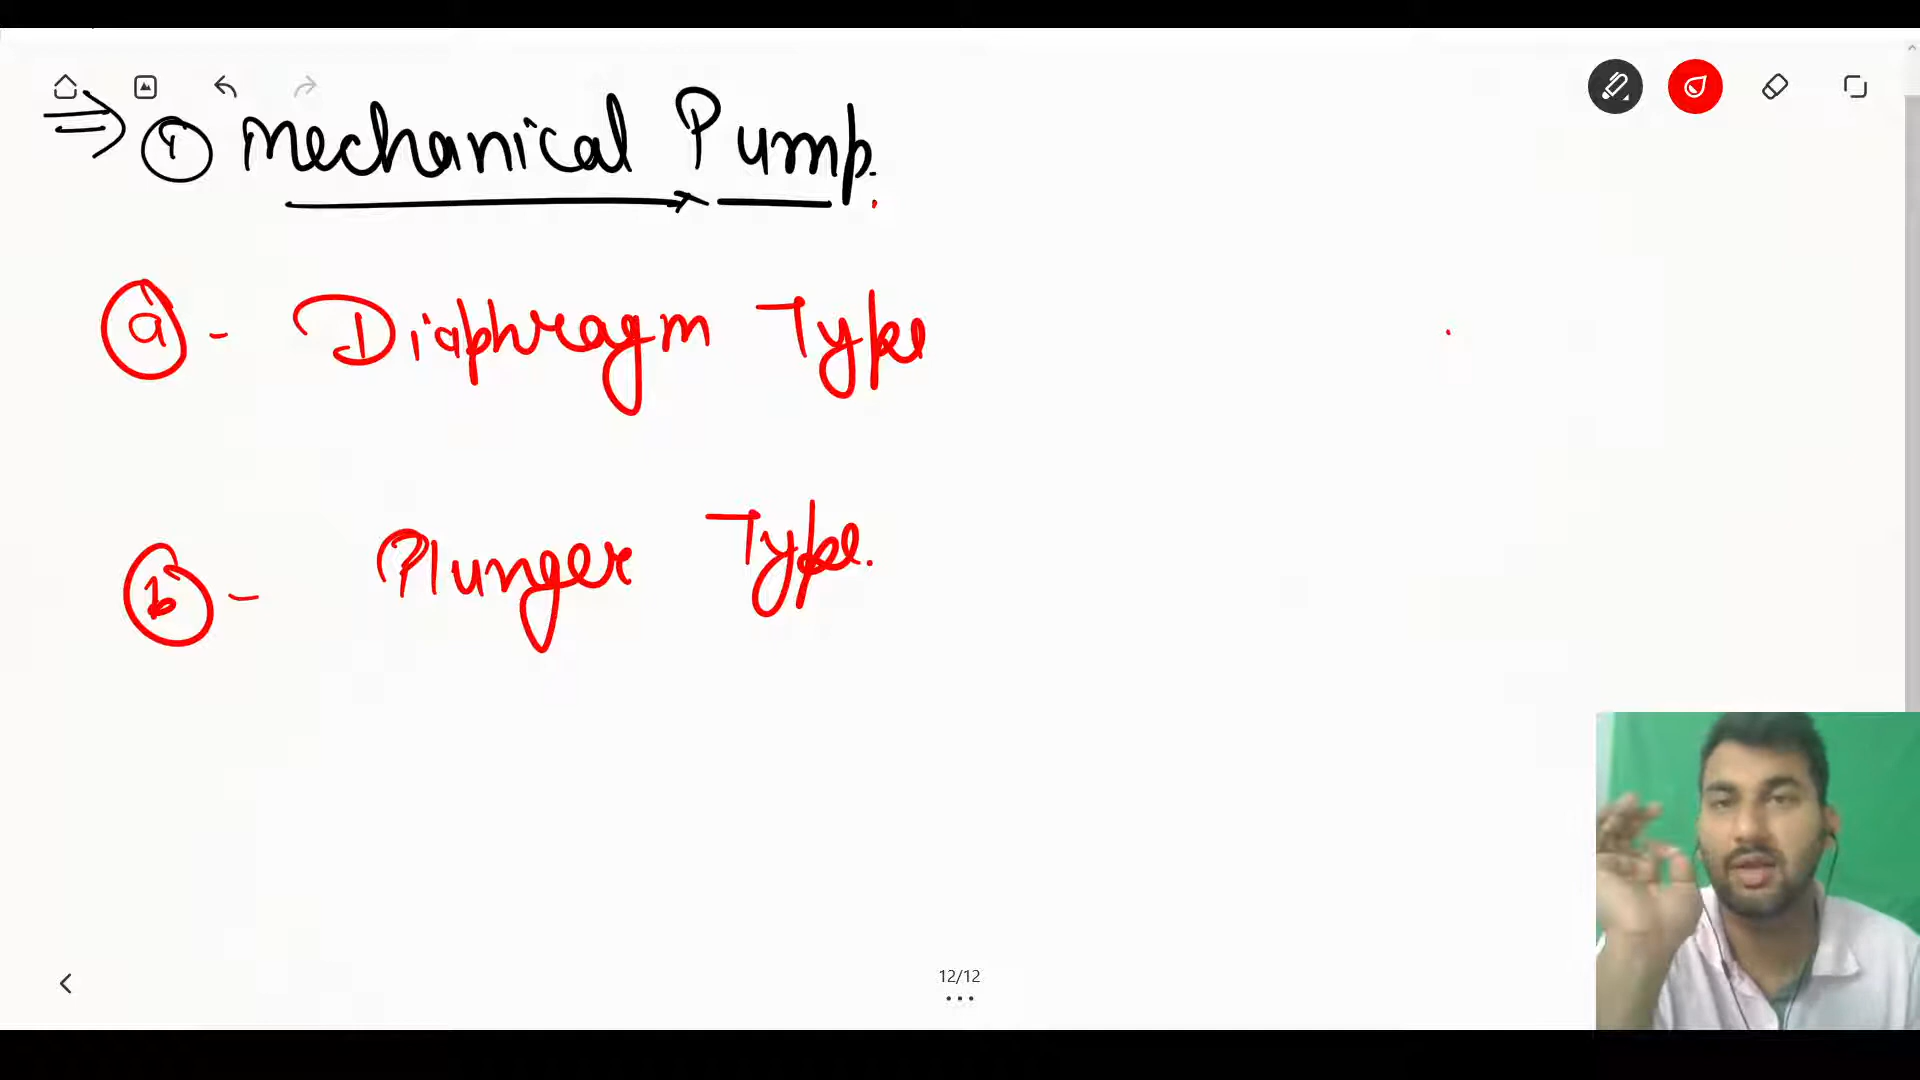 ⇒ ① Mechanical Pump.
ⓐ - Diaphragm Type
ⓑ - Plunger Type.
12/12